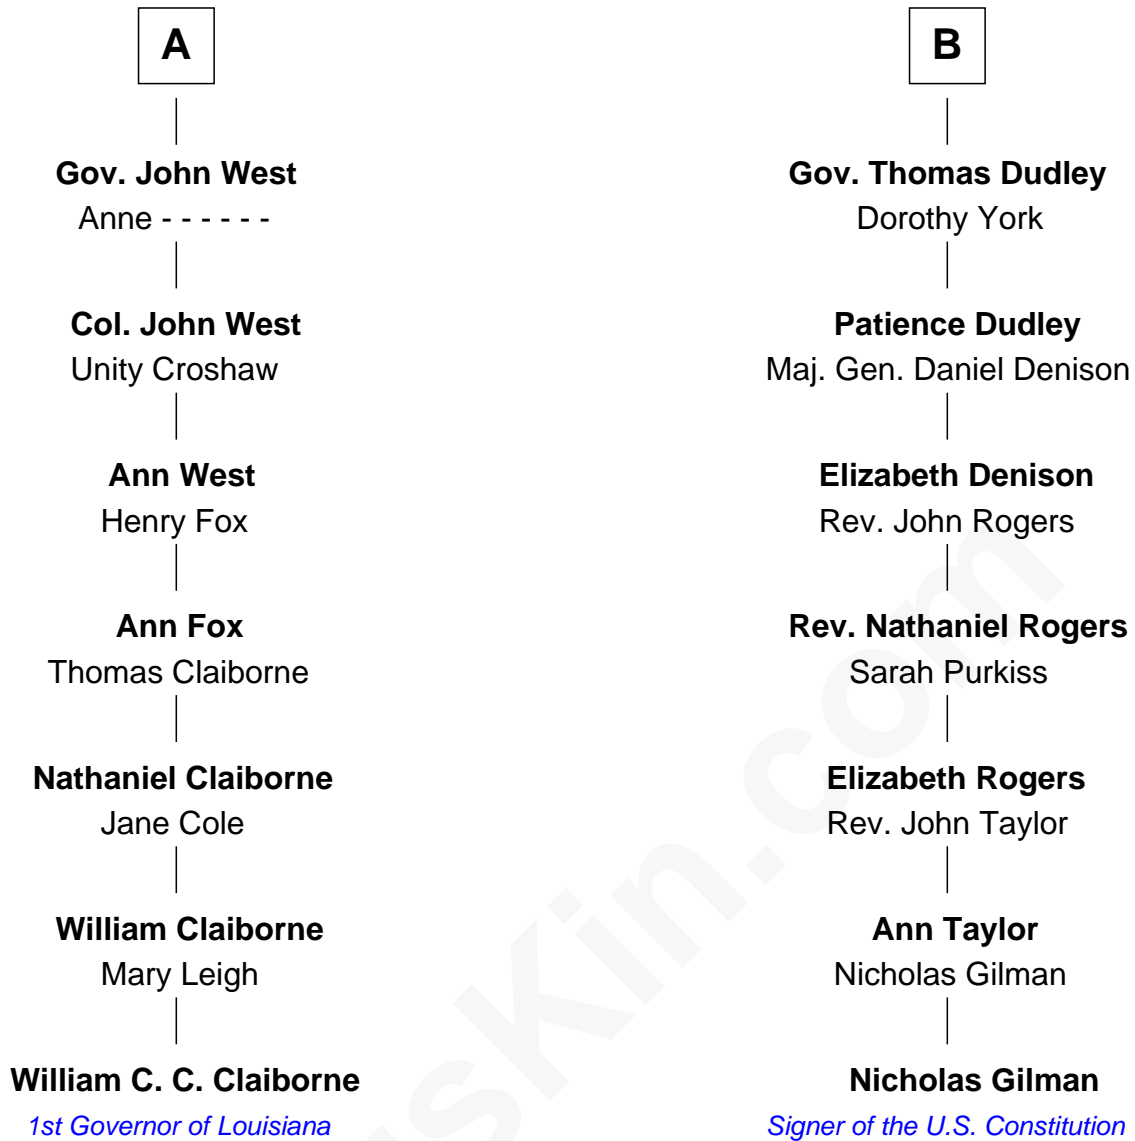 A
Gov. John West
Anne - - - - - -
Col. John West
Unity Croshaw
Ann West
Henry Fox
Ann Fox
Thomas Claiborne
Nathaniel Claiborne
Jane Cole
William Claiborne
Mary Leigh
William C. C. Claiborne
1st Governor of Louisiana
B
Gov. Thomas Dudley
Dorothy York
Patience Dudley
Maj. Gen. Daniel Denison
Elizabeth Denison
Rev. John Rogers
Rev. Nathaniel Rogers
Sarah Purkiss
Elizabeth Rogers
Rev. John Taylor
Ann Taylor
Nicholas Gilman
Nicholas Gilman
Signer of the U.S. Constitution